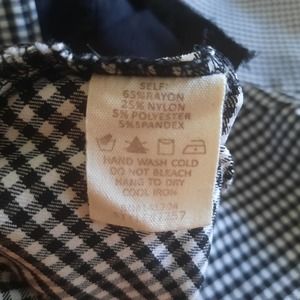 SELF:
65%RAYON
25% NYLON
5% POLYESTER
5%SPANDEX
HAND WASH COLD
DO NOT BLEACH
HANG TO DRY
COOL IRON